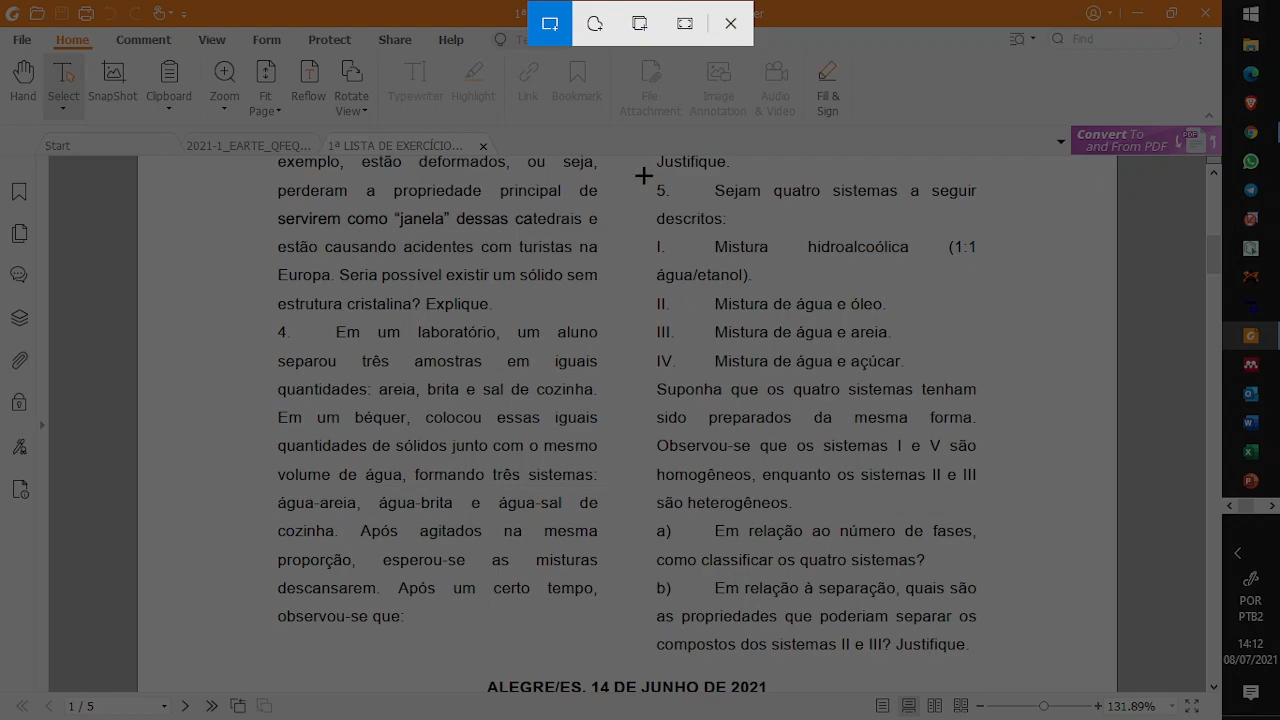 1ª
er
File Home Comment View Form Protect Share Help
Find
Hand Select SnapShot Clipboard Zoom Fit Page Reflow Rotate View Typewriter Highlight Link Bookmark File Attachment Image Annotation Audio & Video Fill & Sign
Start 2021-1_EARTE_QFEQ... 1ª LISTA DE EXERCÍCIO...
Convert To
and From PDF
PDF
exemplo, estão deformados, ou seja,
perderam a propriedade principal de
servirem como “janela” dessas catedrais e
estão causando acidentes com turistas na
Europa. Seria possível existir um sólido sem
estrutura cristalina? Explique.
4. Em um laboratório, um aluno
separou três amostras em iguais
quantidades: areia, brita e sal de cozinha.
Em um béquer, colocou essas iguais
quantidades de sólidos junto com o mesmo
volume de água, formando três sistemas:
água-areia, água-brita e água-sal de
cozinha. Após agitados na mesma
proporção, esperou-se as misturas
descansarem. Após um certo tempo,
observou-se que:
Justifique.
5. Sejam quatro sistemas a seguir
descritos:
I. Mistura hidroalcoólica (1:1
água/etanol).
II. Mistura de água e óleo.
III. Mistura de água e areia.
IV. Mistura de água e açúcar.
Suponha que os quatro sistemas tenham
sido preparados da mesma forma.
Observou-se que os sistemas I e V são
homogêneos, enquanto os sistemas II e III
são heterogêneos.
a) Em relação ao número de fases,
como classificar os quatro sistemas?
b) Em relação à separação, quais são
as propriedades que poderiam separar os
compostos dos sistemas II e III? Justifique.
ALEGRE/ES, 14 DE JUNHO DE 2021
1 / 5
131.89%
POR
PTB2
14:12
08/07/2021